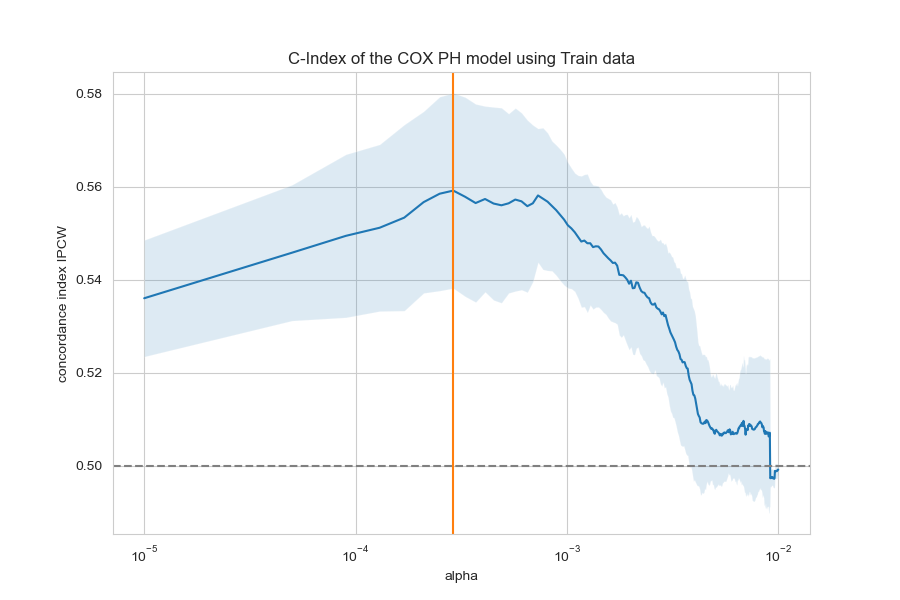 C-Index of the COX PH model using Train data
concordance index IPCW
0.58
0.56
0.54
0.52
0.50
10⁻⁵ 10⁻⁴ 10⁻³ 10⁻²
alpha